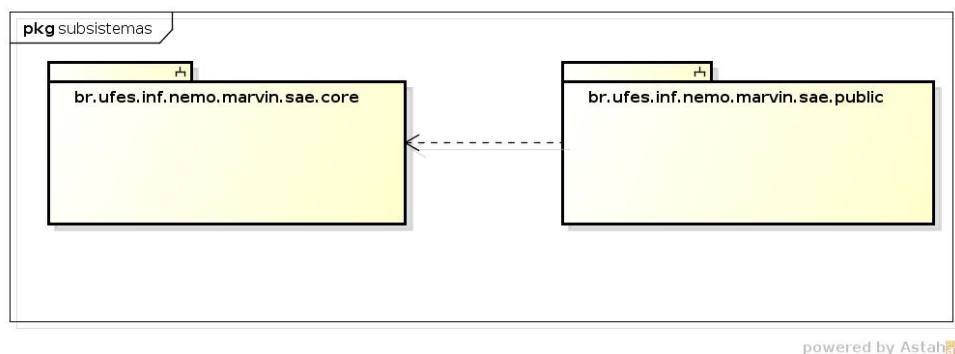 pkg subsistemas
br.ufes.inf.nemo.marvin.sae.core
br.ufes.inf.nemo.marvin.sae.public
powered by Astah